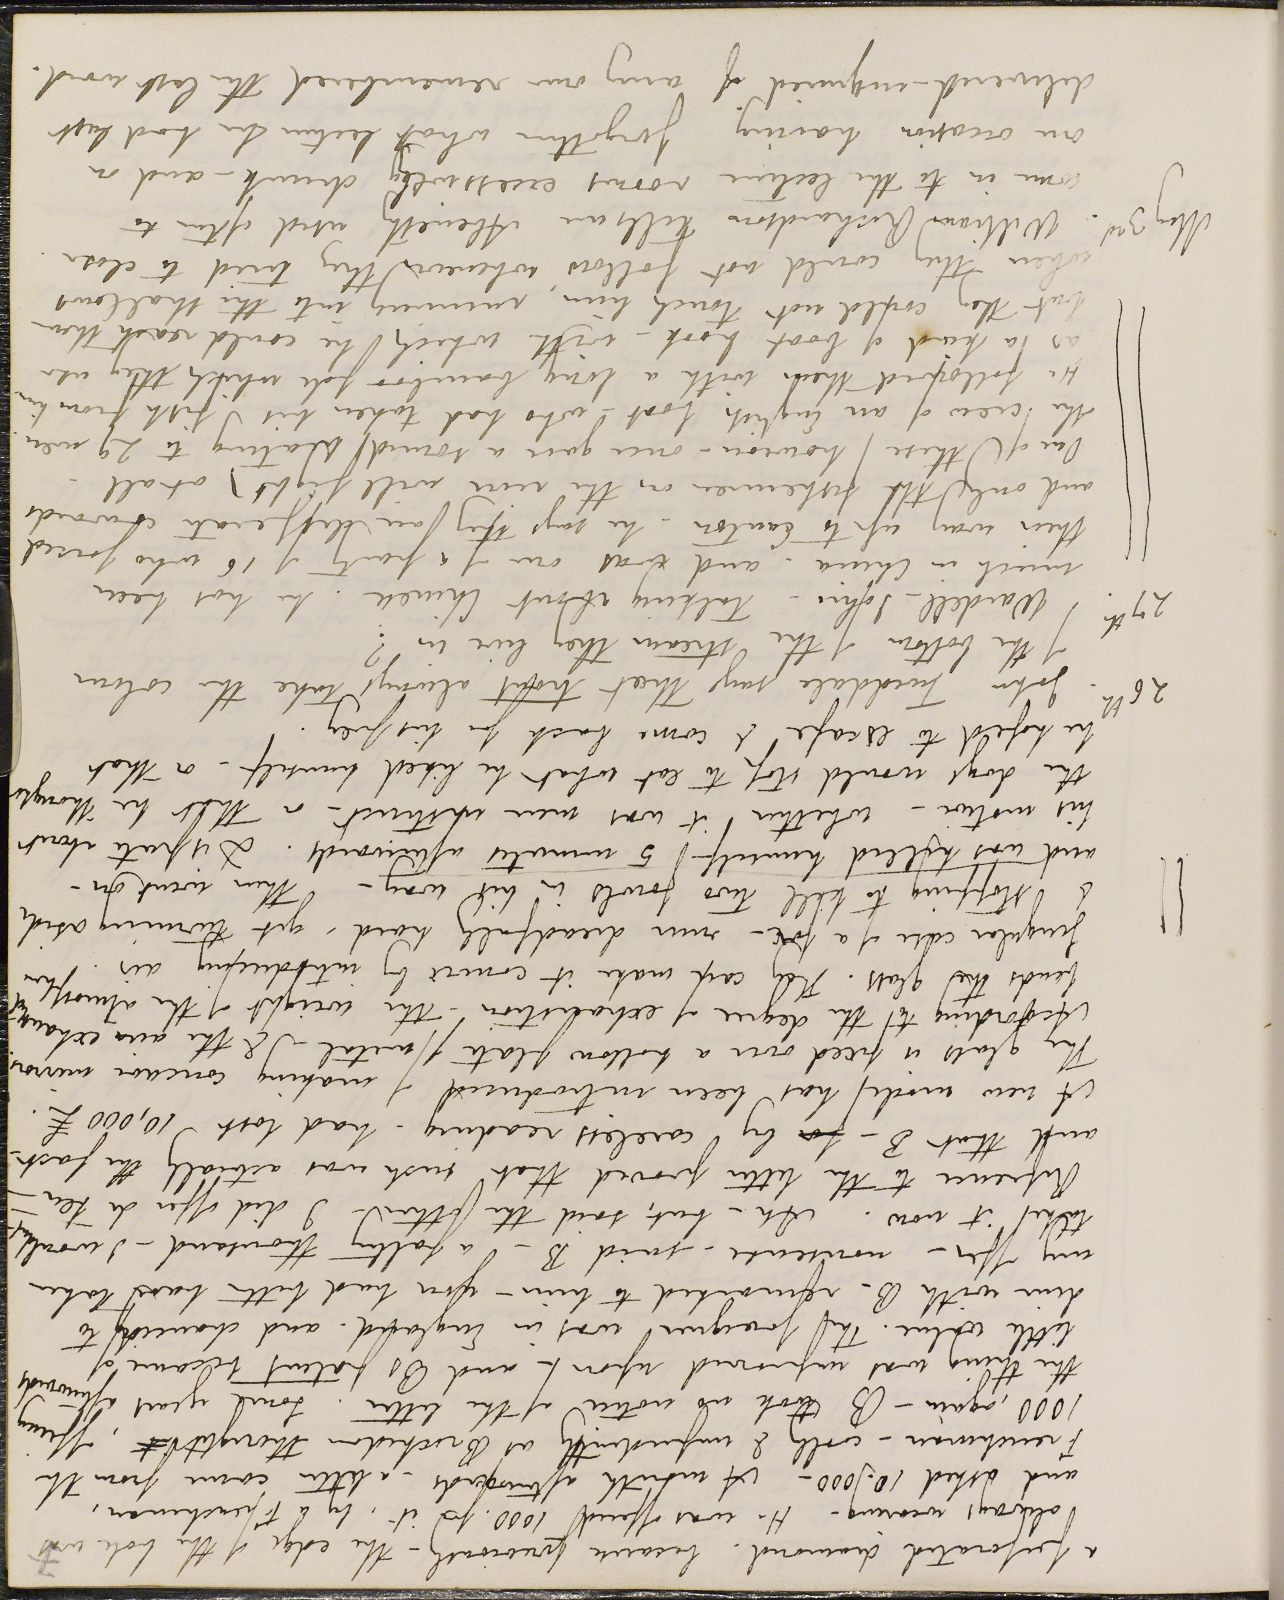 7
a perforated diamond. because previously - the edge of the hole was
always wearing - He was offered 1000. for it, by a Frenchman,
and asked 10.000 - A month afterwards - a letter came from the
Frenchman - coolly & impudently as Brockedon thought it, offering
1000, again - B took no notice of the letter. Some years afterwards
the thing was improved upon - and Bs patent became of
little value. The foreigner was in England. and chancing to
dine with B - remarked to him - you had better have taken
my offer - nonsense - said B - a paltry thousand - I wouldnt
take it now. Ah - but, said the other - I did offer de ten -
Reference to the letter proved that such was actually the fact -
and that B - for by careless reading - had lost 10,000 £.
A new mode has been introduced of making concave mirrors.
The glass is fixed over a hollow plate of metal - & the air exhausted
According to the degree of exhaustion - the weight of the atmosphere
bends the glass. They can make it convex by introducing air.
Singular case of a fox - run dreadfully hard - yet turning aside
& stopping to kill two fowls in his way - then went on -
and was killed himself 5 minutes afterwards. Dispute about
his motive - whether it was mere instinct - or that he thought
the dogs would stop to eat what he liked himself - or that
he hoped to escape & come back for his prey.
26th. John Tweddale says that trout always take the colour
of the bottom of the stream they live in?
27th. Wardell - John - talking about Chinese. he has been
much in China. and was one of a party of 16 who forced
their way up to Canton - he says they are desperate cowards
and only the fishermen on the river will fight at all -
One of these however - once gave a sound beating to 29 men.
the crew of an English boat - who had taken his fish from him
He followed them with a long bamboo pole which they use
as a kind of boat hook - with which he could reach them
but they could not touch him, running into the shallows
when they could not follow whenever they tried to close.
May 3rd. William Richardson tells me Abernethy used often to
come in to the lecture rooms excessively drunk - and on
one occasion having forgotten what lecture he had last
delivered - inquired if any one remembered the last word.